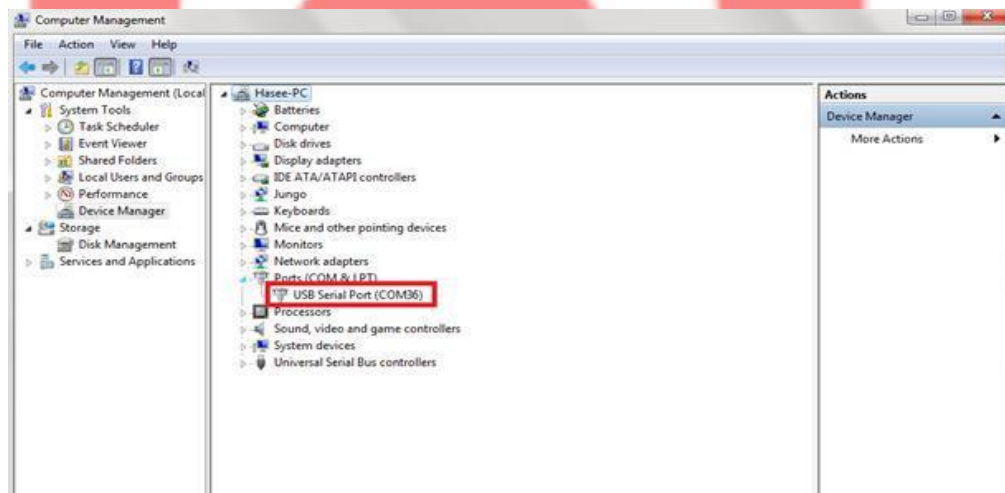 Computer Management
File Action View Help
Computer Management (Local
System Tools
Task Scheduler
Event Viewer
Shared Folders
Local Users and Groups
Performance
Device Manager
Storage
Disk Management
Services and Applications
Hasee-PC
Batteries
Computer
Disk drives
Display adapters
IDE ATA/ATAPI controllers
Jungo
Keyboards
Mice and other pointing devices
Monitors
Network adapters
Ports (COM & LPT)
USB Serial Port (COM36)
Processors
Sound, video and game controllers
System devices
Universal Serial Bus controllers
Actions
Device Manager
More Actions